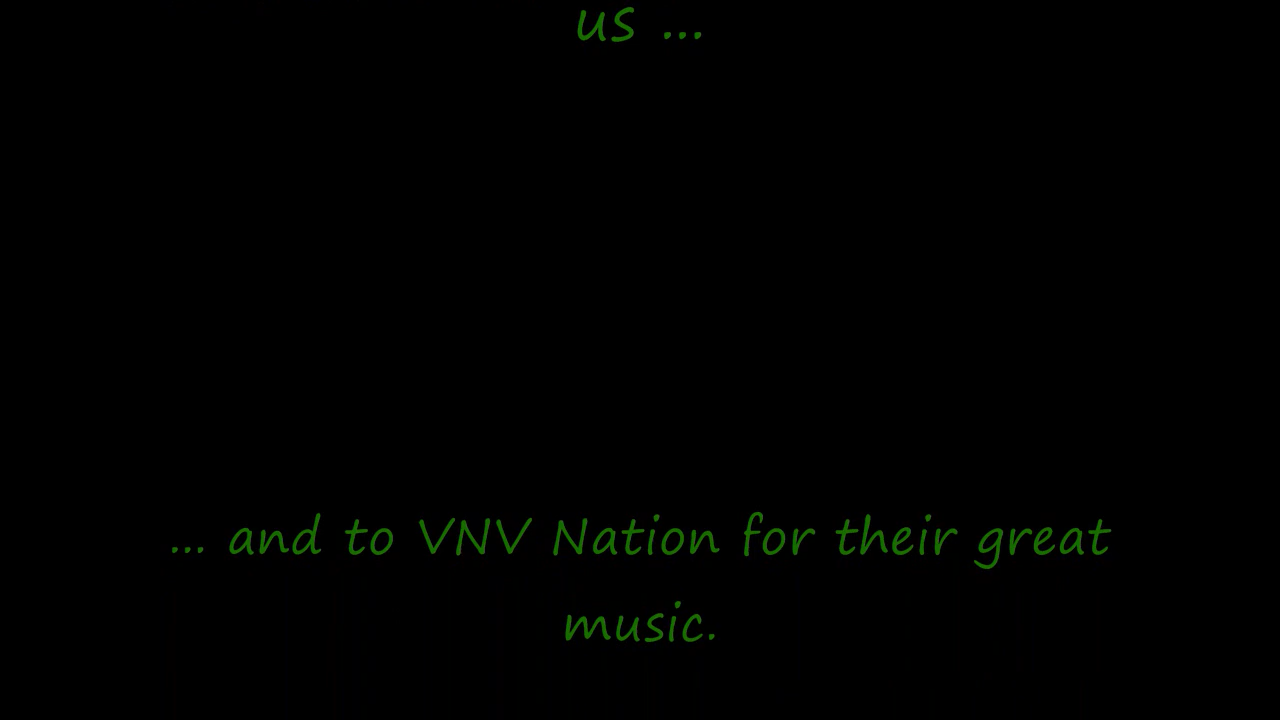 us ...
... and to VNV Nation for their great
music.